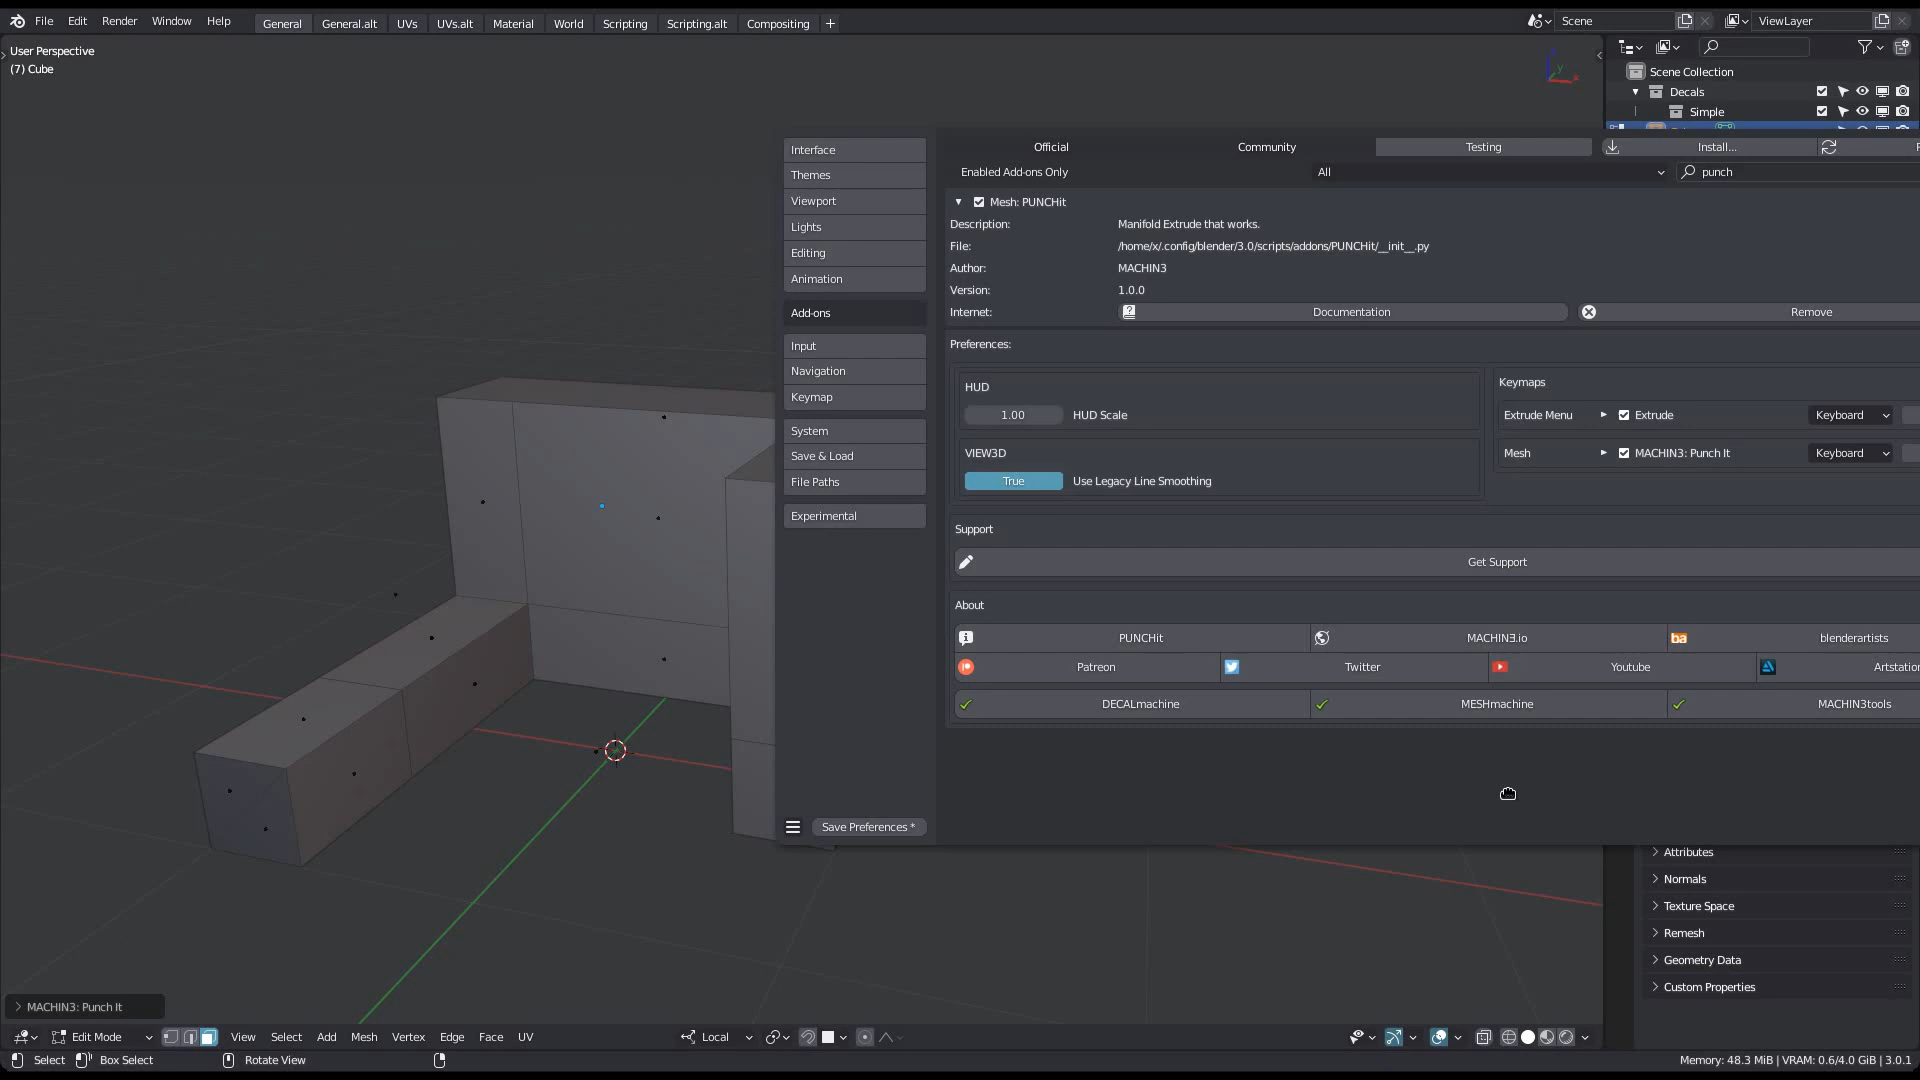 File Edit Render Window Help General General.alt UVs UVs.alt Material World Scripting Scripting.alt Compositing + Scene ViewLayer
User Perspective
(7) Cube
Scene Collection
Decals
Simple
Interface
Themes
Viewport
Lights
Editing
Animation
Add-ons
Input
Navigation
Keymap
System
Save & Load
File Paths
Experimental
Save Preferences *
Official Community Testing Install...
Enabled Add-ons Only All punch
Mesh: PUNCHit
Description: Manifold Extrude that works.
File: /home/x/.config/blender/3.0/scripts/addons/PUNCHit/__init__.py
Author: MACHIN3
Version: 1.0.0
Internet: Documentation Remove
Preferences:
HUD
1.00 HUD Scale
VIEW3D
True Use Legacy Line Smoothing
Keymaps
Extrude Menu Extrude Keyboard
Mesh MACHIN3: Punch It Keyboard
Support
Get Support
About
PUNCHit MACHIN3.io ba blenderartists
Patreon Twitter Youtube Artstation
DECALmachine MESHmachine MACHIN3tools
Attributes
Normals
Texture Space
Remesh
Geometry Data
Custom Properties
MACHIN3: Punch It
Edit Mode View Select Add Mesh Vertex Edge Face UV Local
Select Box Select Rotate View Memory: 48.3 MiB | VRAM: 0.6/4.0 GiB | 3.0.1